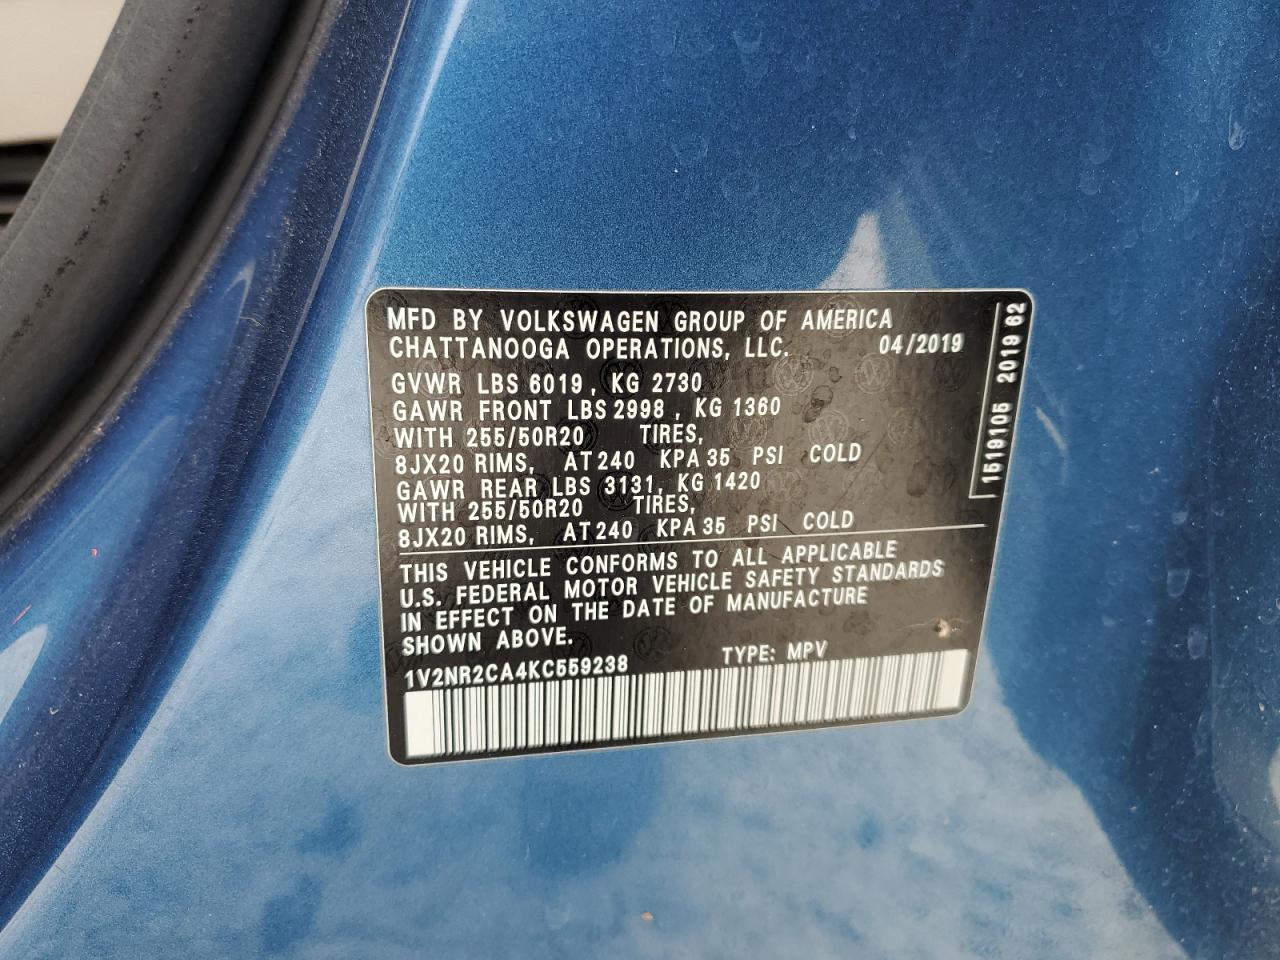 MFD BY VOLKSWAGEN GROUP OF AMERICA
CHATTANOOGA OPERATIONS, LLC. 04/2019
GVWR LBS 6019, KG 2730
GAWR FRONT LBS 2998, KG 1360
WITH 255/50R20 TIRES,
8JX20 RIMS, AT 240 KPA 35 PSI COLD
GAWR REAR LBS 3131, KG 1420
WITH 255/50R20 TIRES,
8JX20 RIMS, AT 240 KPA 35 PSI COLD
THIS VEHICLE CONFORMS TO ALL APPLICABLE
U.S. FEDERAL MOTOR VEHICLE SAFETY STANDARDS
IN EFFECT ON THE DATE OF MANUFACTURE
SHOWN ABOVE.
1V2NR2CA4KC559238 TYPE: MPV
1519105 2019 62